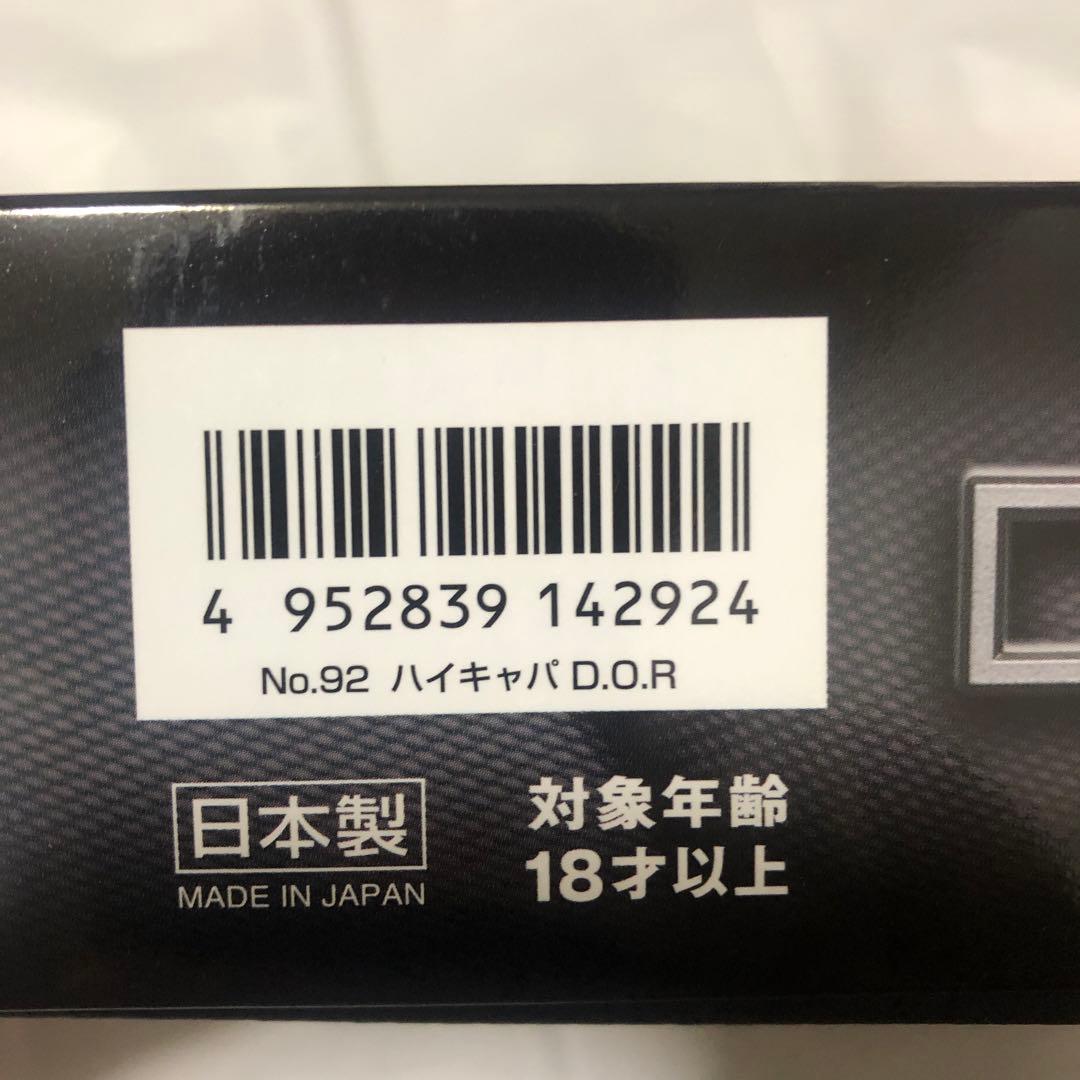 4 952839 142924
No.92 ハイキャパ D.O.R
日本製
MADE IN JAPAN
対象年齢
18才以上